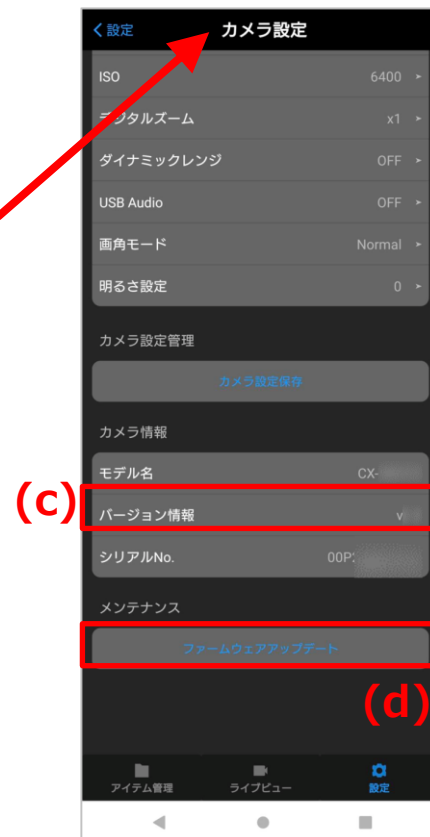 設定 カメラ設定
ISO 6400
デジタルズーム x1
ダイナミックレンジ OFF
USB Audio OFF
画角モード Normal
明るさ設定 0
カメラ設定管理
カメラ設定保存
カメラ情報
モデル名 CX-
(c)
バージョン情報 v
シリアルNo. 00P
メンテナンス
ファームウェアアップデート
(d)
アイテム管理 ライブビュー 設定